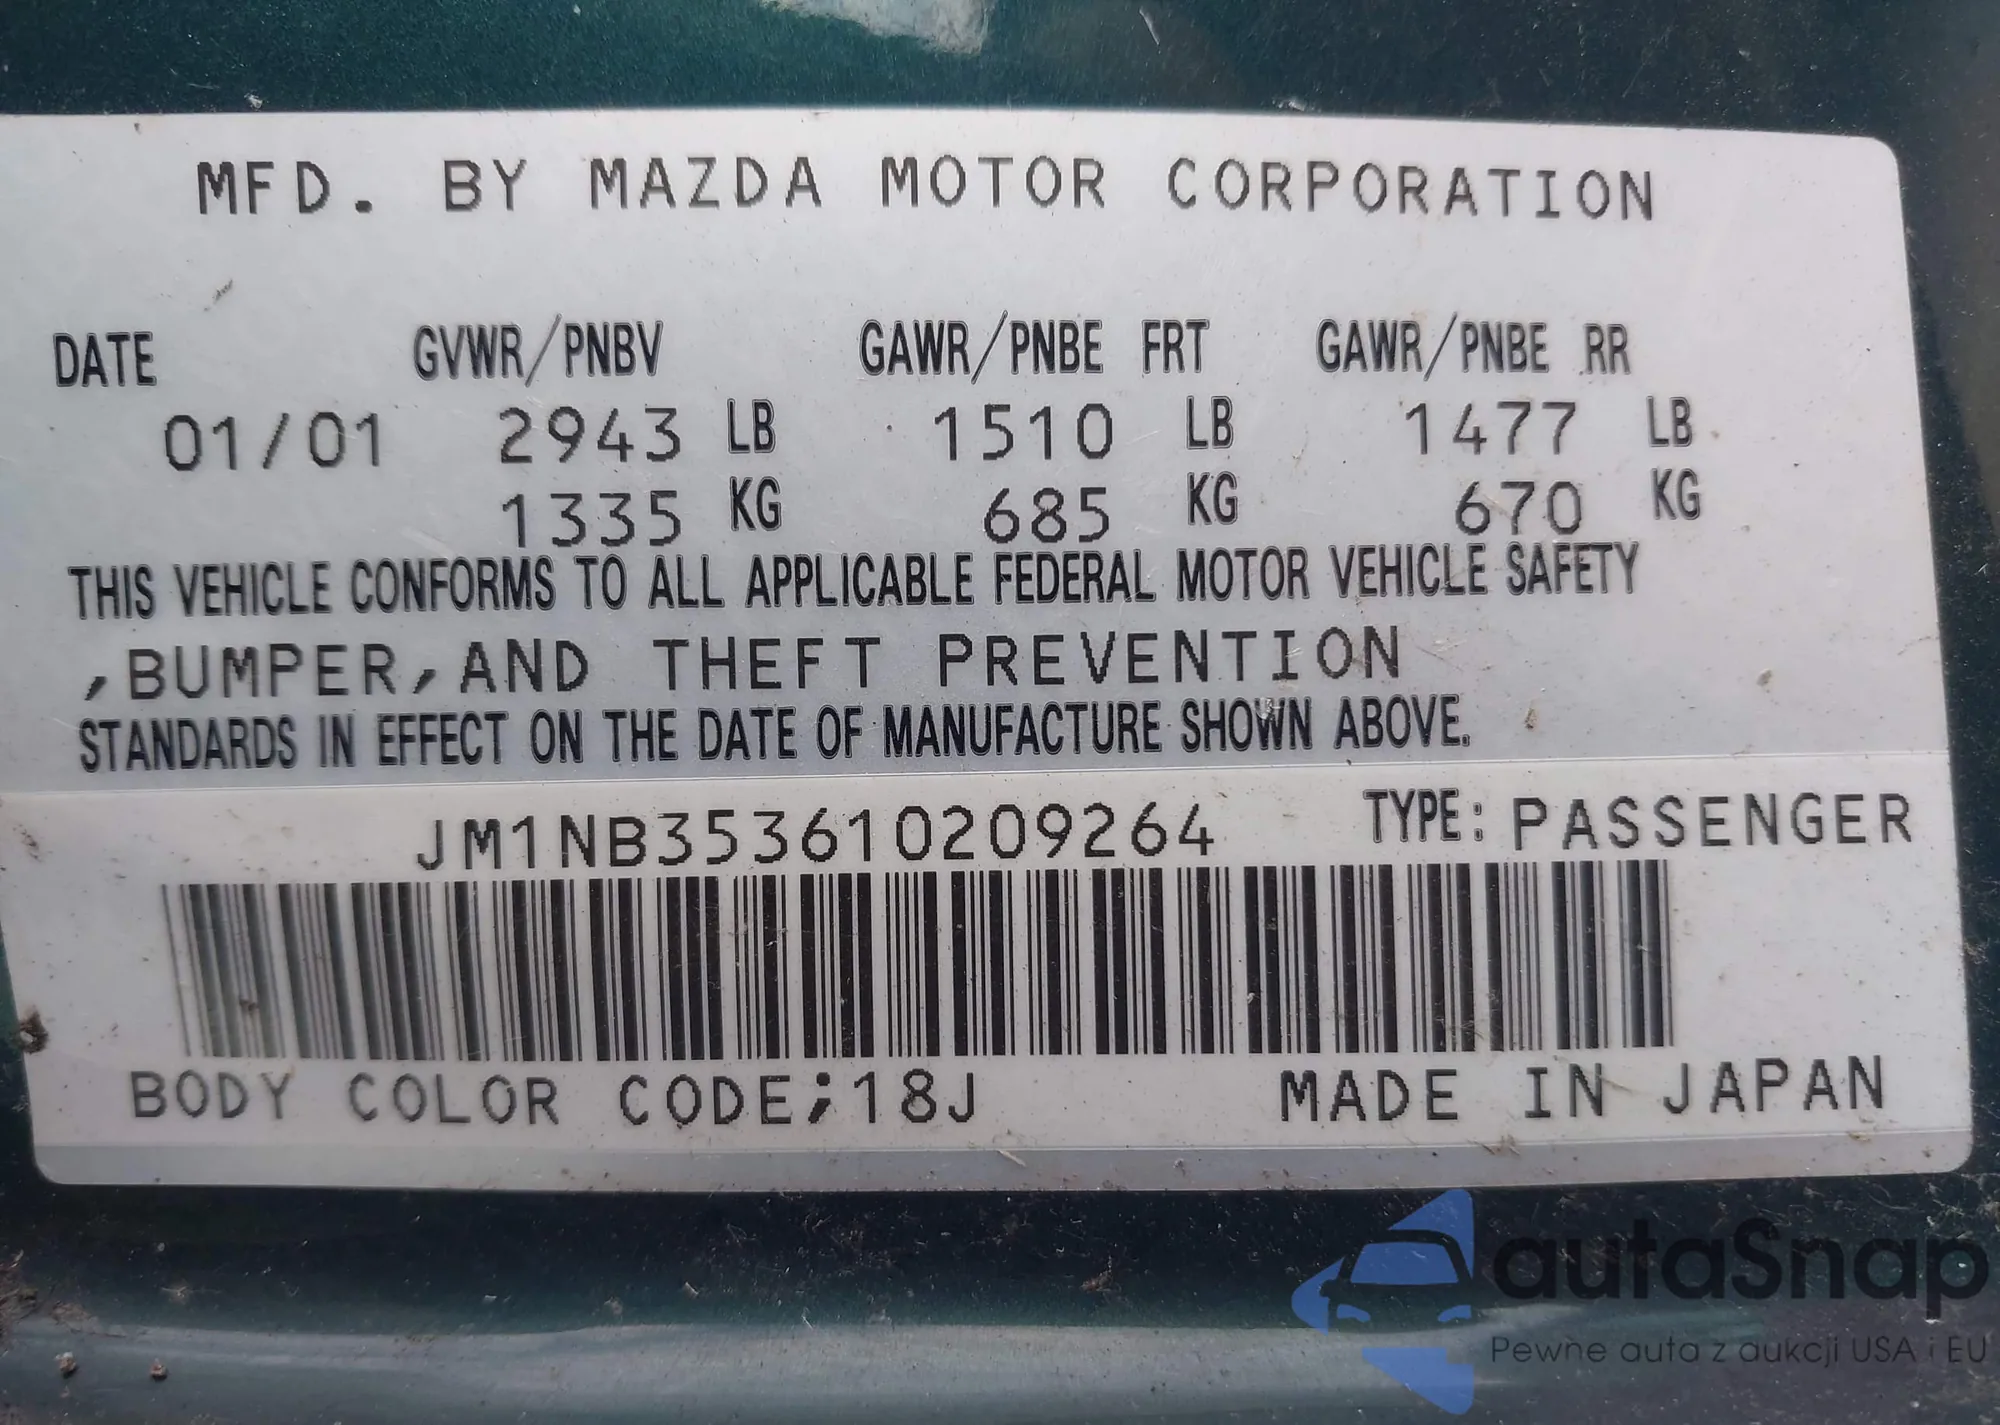 MFD. BY MAZDA MOTOR CORPORATION
DATE GVWR/PNBV GAWR/PNBE FRT GAWR/PNBE RR
01/01 2943 LB 1510 LB 1477 LB
1335 KG 685 KG 670 KG
THIS VEHICLE CONFORMS TO ALL APPLICABLE FEDERAL MOTOR VEHICLE SAFETY
,BUMPER,AND THEFT PREVENTION
STANDARDS IN EFFECT ON THE DATE OF MANUFACTURE SHOWN ABOVE.
JM1NB353610209264 TYPE: PASSENGER
BODY COLOR CODE;18J MADE IN JAPAN
autaSnap
Pewne auta z aukcji USA i EU